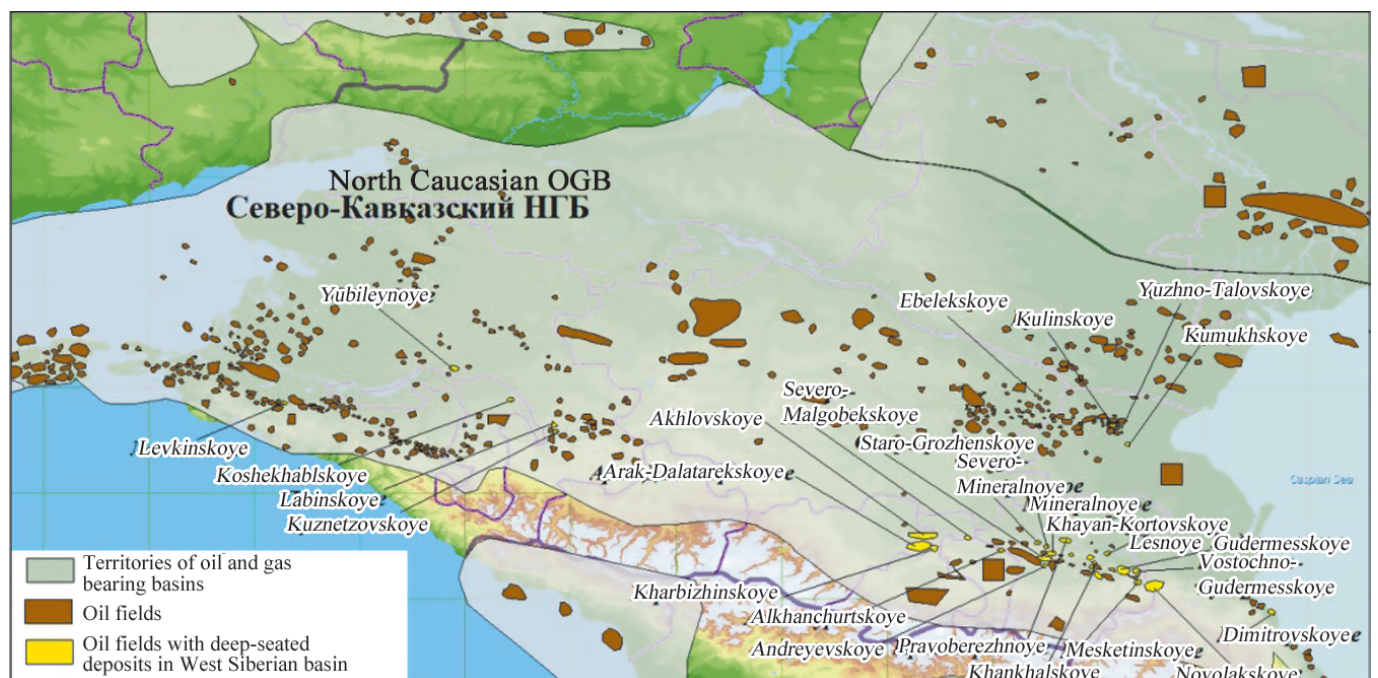 North Caucasian OGB
Северо-Кавказский НГБ
Yubileynoye
Ebelekskoye
Yuzhno-Talovskoye
Kulinskoye
Kumukhskoye
Severo-
Malgobekskoye
Akhlovskoye
Staro-Grozhenskoye
Levkinskoye
Severo-
Mineralnoye
Arak-Dalatarekskoye
Koshekhablskoye
Caspian Sea
Labinskoye
Mineralnoye
Kuznetzovskoye
Khayan-Kortovskoye
Lesnoye
Gudermesskoye
Vostochno-
Gudermesskoye
Territories of oil and gas
bearing basins
Kharbizhinskoye
Oil fields
Alkhanchurtskoye
Dimitrovskoye
Andreyevskoye
Pravoberezhnoye
Mesketinskoye
Oil fields with deep-seated
deposits in West Siberian basin
Khankhalskoye
Novolakskoye